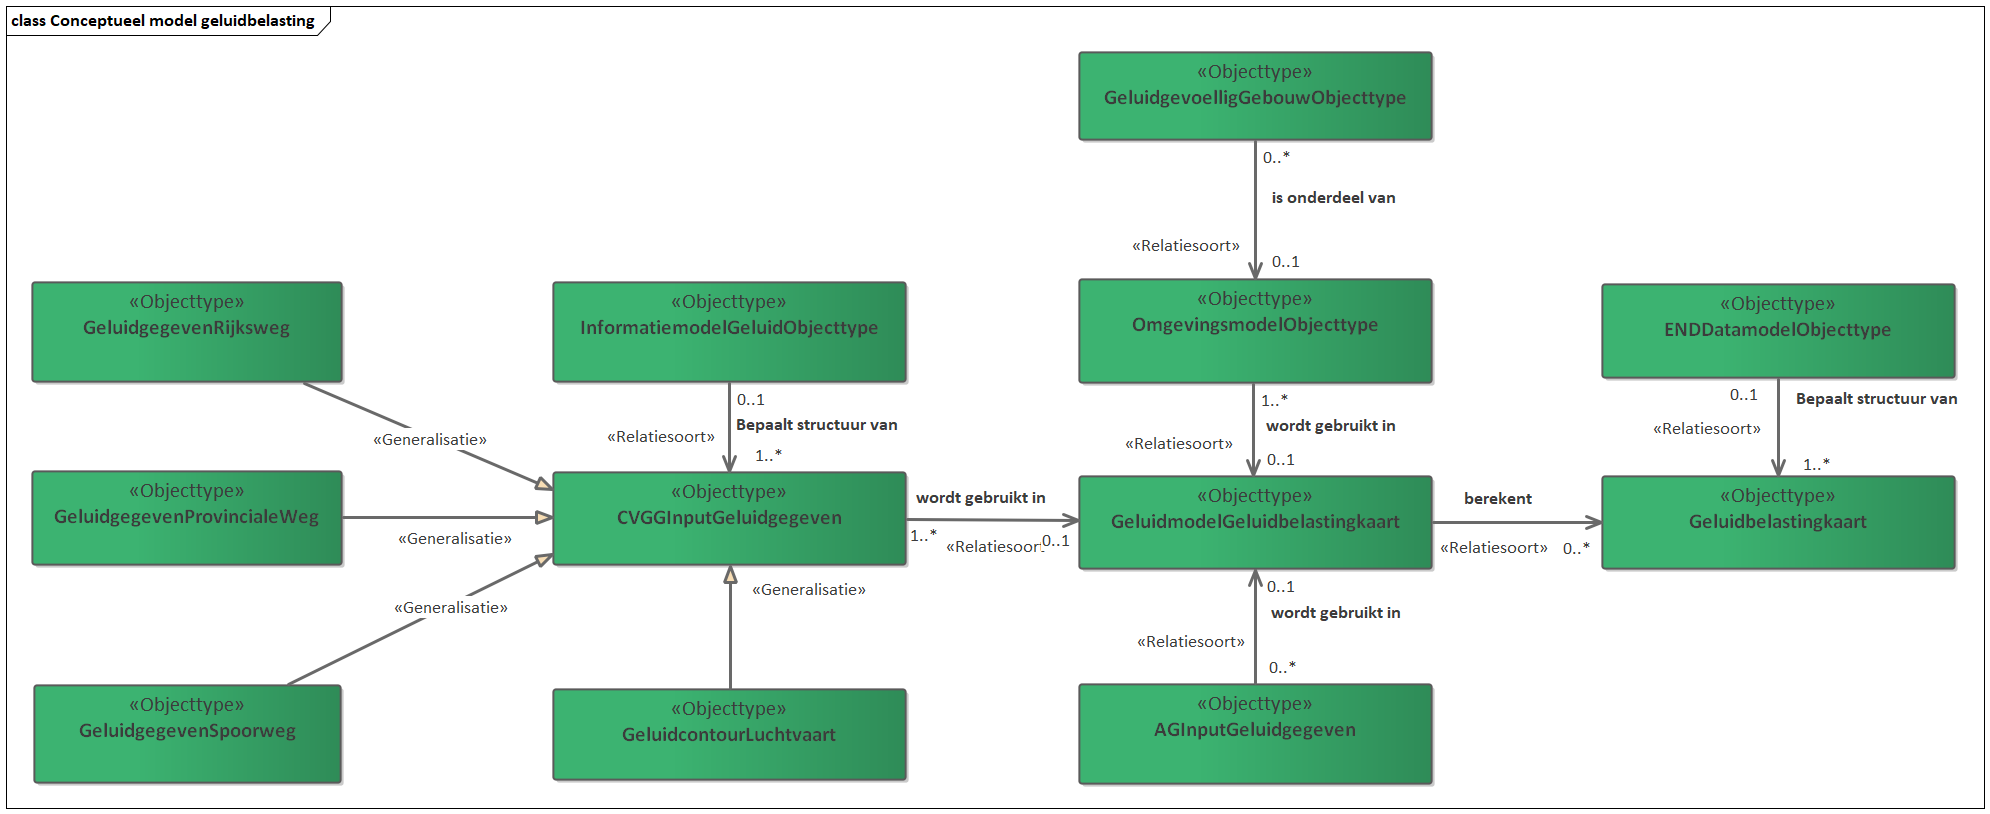 class Conceptueel model geluidbelasting
«Objecttype»
GeluidgevoelligGebouwObjecttype
0..*
is onderdeel van
«Relatiesoort»
0..1
«Objecttype»
GeluidgegevenRijksweg
«Objecttype»
InformatiemodelGeluidObjecttype
«Objecttype»
OmgevingsmodelObjecttype
«Objecttype»
ENDDatamodelObjecttype
«Generalisatie»
0..1
Bepaalt structuur van
«Relatiesoort»
1..*
1..*
wordt gebruikt in
«Relatiesoort»
0..1
0..1
Bepaalt structuur van
«Relatiesoort»
1..*
«Objecttype»
GeluidgegevenProvincialeWeg
«Generalisatie»
«Objecttype»
CVGGInputGeluidgegeven
wordt gebruikt in
1..*
«Relatiesoort
0..1
«Objecttype»
GeluidmodelGeluidbelastingkaart
berekent
«Relatiesoort»
0..*
«Objecttype»
Geluidbelastingkaart
«Generalisatie»
«Generalisatie»
0..1
wordt gebruikt in
«Relatiesoort»
0..*
«Objecttype»
GeluidgegevenSpoorweg
«Objecttype»
GeluidcontourLuchtvaart
«Objecttype»
AGInputGeluidgegeven